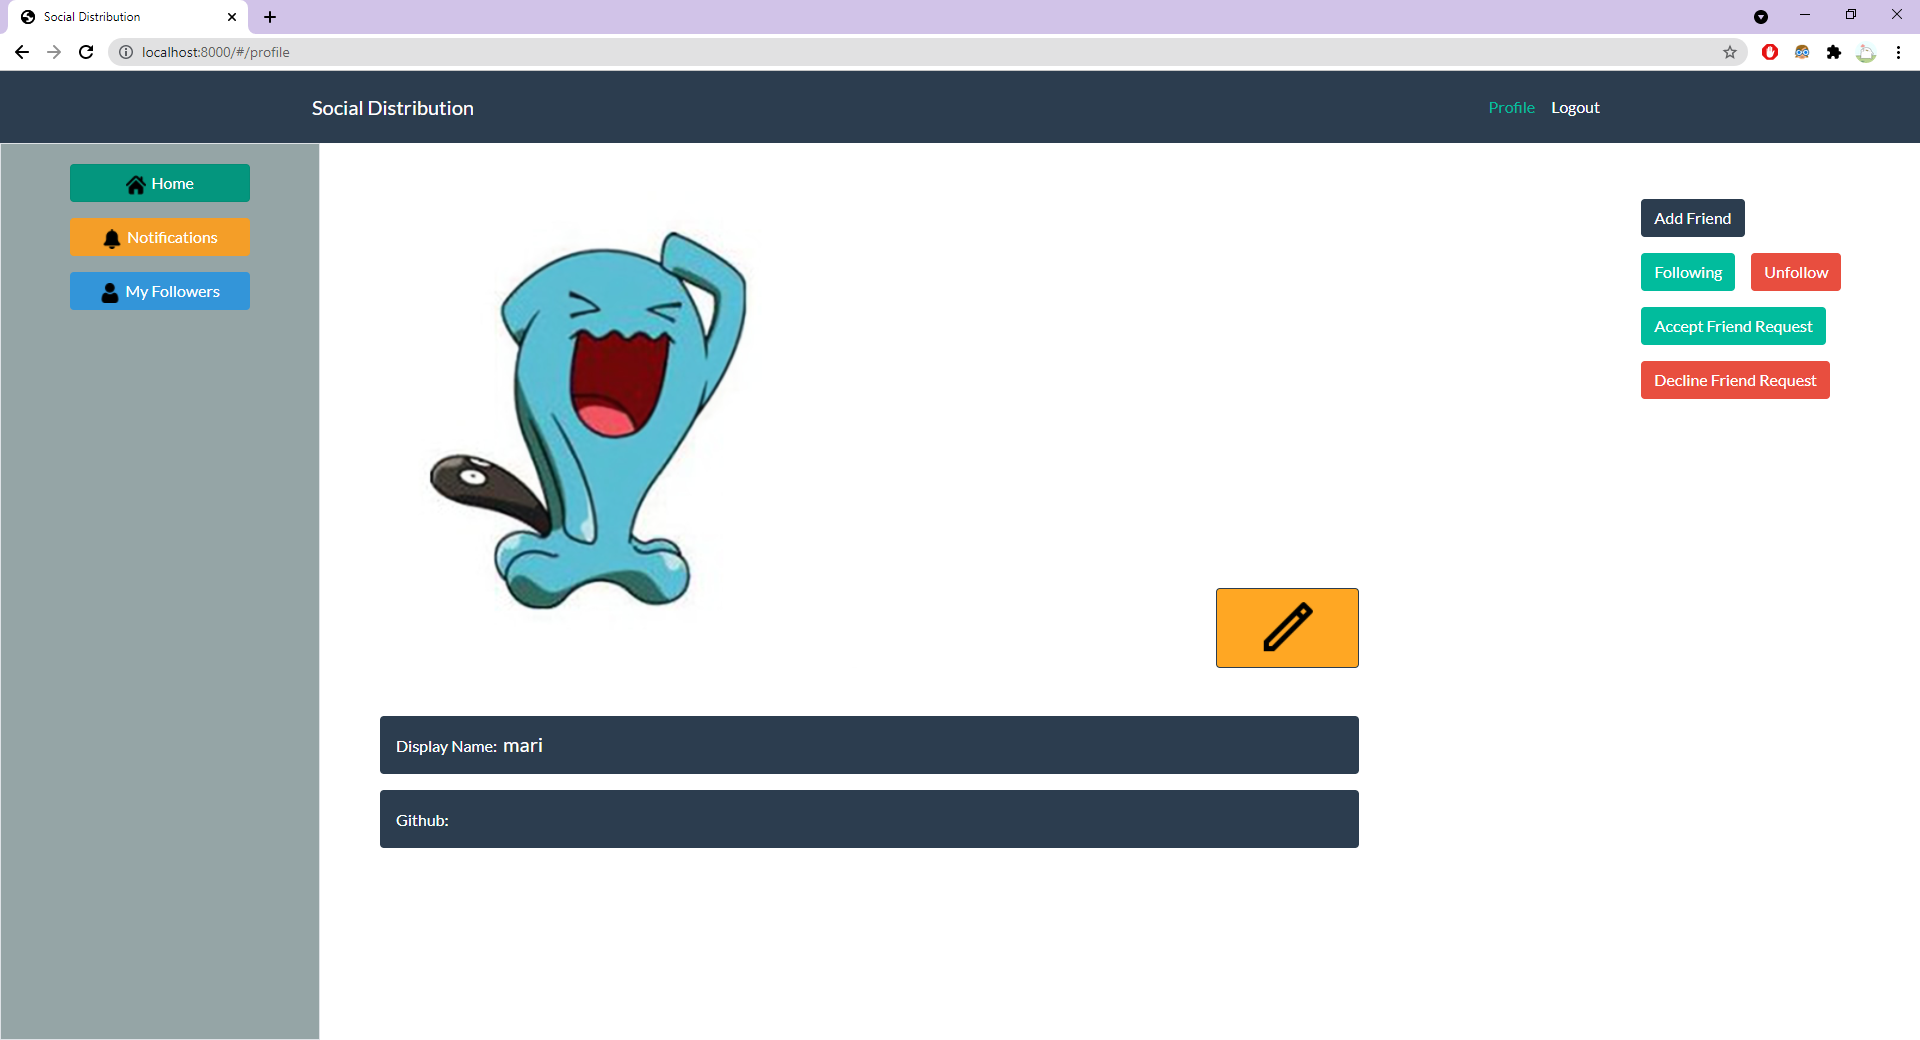 Social Distribution
localhost:8000/#/profile
Social Distribution
Profile Logout
Home
Notifications
My Followers
Add Friend
Following Unfollow
Accept Friend Request
Decline Friend Request
Display Name: mari
Github: